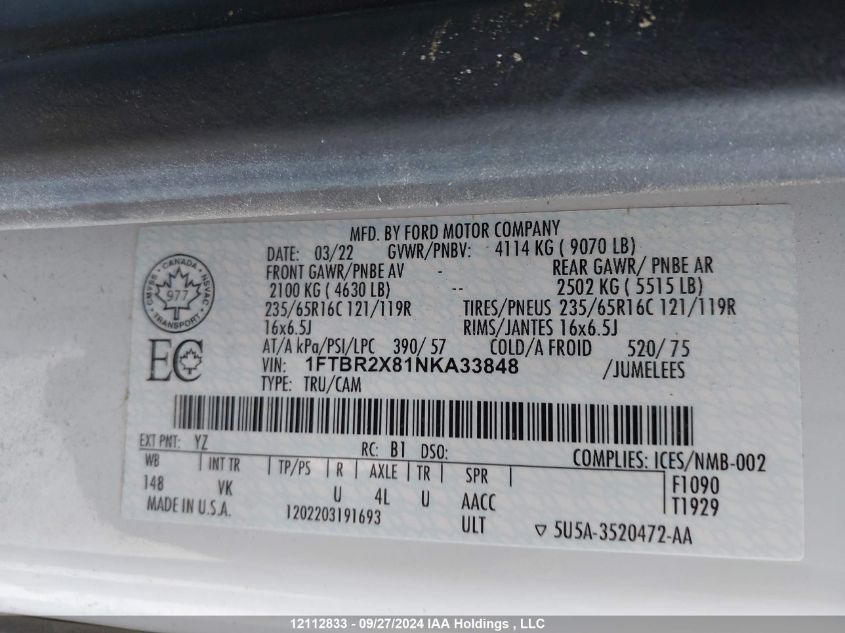 MFD. BY FORD MOTOR COMPANY
DATE: 03/22 GVWR/PNBV: 4114 KG ( 9070 LB)
FRONT GAWR/PNBE AV - REAR GAWR/ PNBE AR
2100 KG ( 4630 LB) -- 2502 KG ( 5515 LB)
235/65R16C 121/119R TIRES/PNEUS 235/65R16C 121/119R
16x6.5J RIMS/JANTES 16x6.5J
AT/A kPa/PSI/LPC 390/ 57 COLD/A FROID 520/ 75
VIN: 1FTBR2X81NKA33848 /JUMELEES
TYPE: TRU/CAM
CANADA
CMVSS NSVAC
977
TRANSPORT
EC
EXT PNT: YZ RC: B1 DSO: COMPLIES: ICES/NMB-002
WB INT TR TP/PS R AXLE TR SPR F1090
148 VK U 4L U AACC T1929
MADE IN U.S.A. 1202203191693 ULT ▽ 5U5A-3520472-AA
12112833 - 09/27/2024 IAA Holdings , LLC